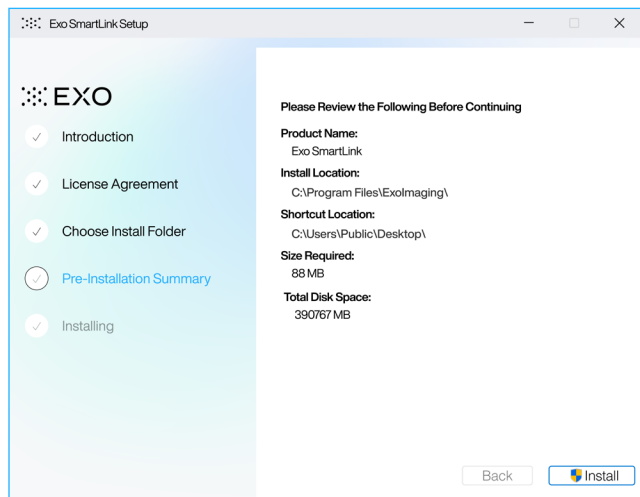 Exo SmartLink Setup
EXO
Introduction
License Agreement
Choose Install Folder
Pre-Installation Summary
Installing
Please Review the Following Before Continuing
Product Name:
Exo SmartLink
Install Location:
C:\Program Files\ExoImaging\
Shortcut Location:
C:\Users\Public\Desktop\
Size Required:
88 MB
Total Disk Space:
390767 MB
Back
Install